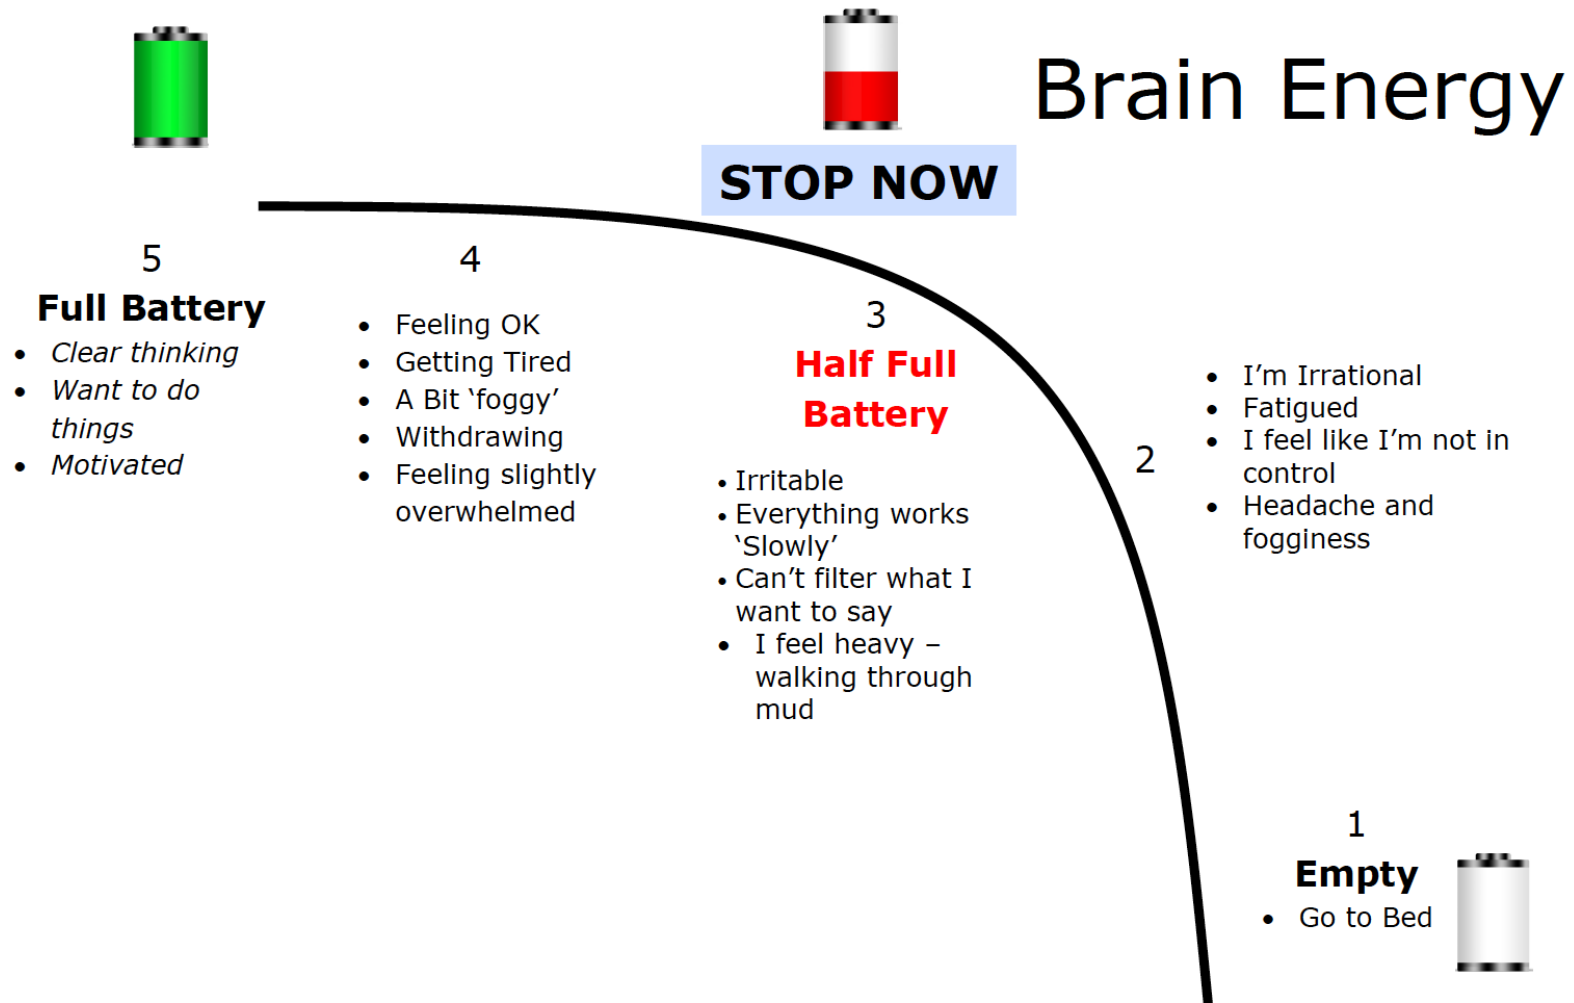 Brain Energy
STOP NOW
5
Full Battery
• Clear thinking
• Want to do
things
• Motivated
4
• Feeling OK
• Getting Tired
• A Bit ‘foggy’
• Withdrawing
• Feeling slightly
overwhelmed
3
Half Full
Battery
• Irritable
• Everything works
‘Slowly’
• Can’t filter what I
want to say
• I feel heavy –
walking through
mud
2
• I’m Irrational
• Fatigued
• I feel like I’m not in
control
• Headache and
fogginess
1
Empty
• Go to Bed